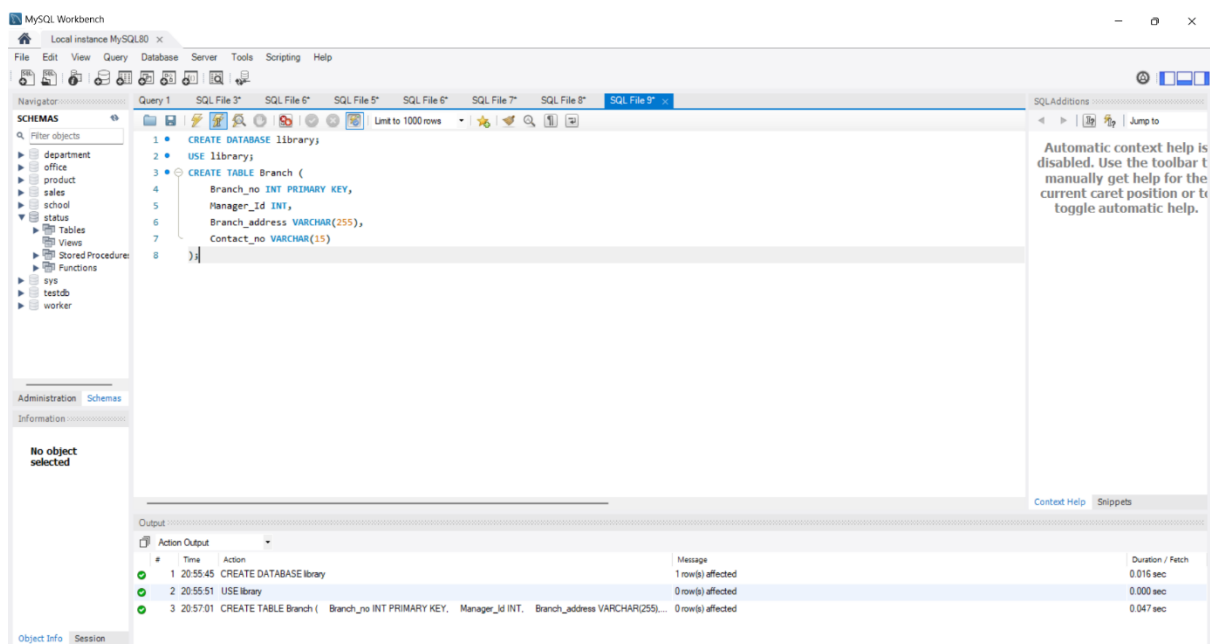 MySQL Workbench
Local instance MySQL80
File Edit View Query Database Server Tools Scripting Help
Navigator
SCHEMAS
Filter objects
department
office
product
sales
school
status
Tables
Views
Stored Procedures
Functions
sys
testdb
worker
Administration Schemas
Information
No object
selected
Object Info Session
Query 1 SQL File 3* SQL File 6* SQL File 5* SQL File 6* SQL File 7* SQL File 8* SQL File 9*
Limit to 1000 rows
1 CREATE DATABASE library;
2 USE library;
3 CREATE TABLE Branch (
4 Branch_no INT PRIMARY KEY,
5 Manager_Id INT,
6 Branch_address VARCHAR(255),
7 Contact_no VARCHAR(15)
8 );
SQLAdditions
Jump to
Automatic context help is
disabled. Use the toolbar t
manually get help for the
current caret position or to
toggle automatic help.
Context Help Snippets
Output
Action Output
# Time Action Message Duration / Fetch
1 20:55:45 CREATE DATABASE library 1 row(s) affected 0.016 sec
2 20:55:51 USE library 0 row(s) affected 0.000 sec
3 20:57:01 CREATE TABLE Branch ( Branch_no INT PRIMARY KEY, Manager_Id INT, Branch_address VARCHAR(255),... 0 row(s) affected 0.047 sec